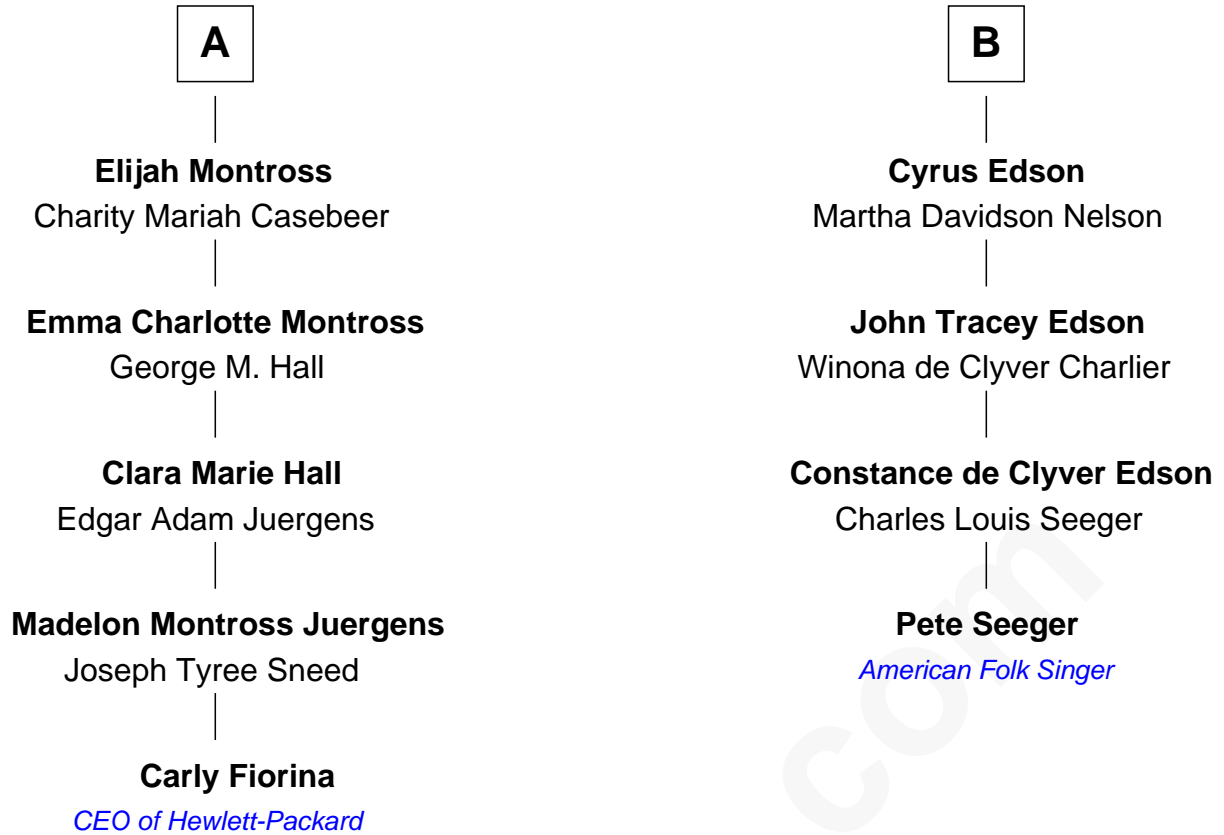 A
Elijah Montross
Charity Mariah Casebeer
Emma Charlotte Montross
George M. Hall
Clara Marie Hall
Edgar Adam Juergens
Madelon Montross Juergens
Joseph Tyree Sneed
Carly Fiorina
CEO of Hewlett-Packard
B
Cyrus Edson
Martha Davidson Nelson
John Tracey Edson
Winona de Clyver Charlier
Constance de Clyver Edson
Charles Louis Seeger
Pete Seeger
American Folk Singer
com